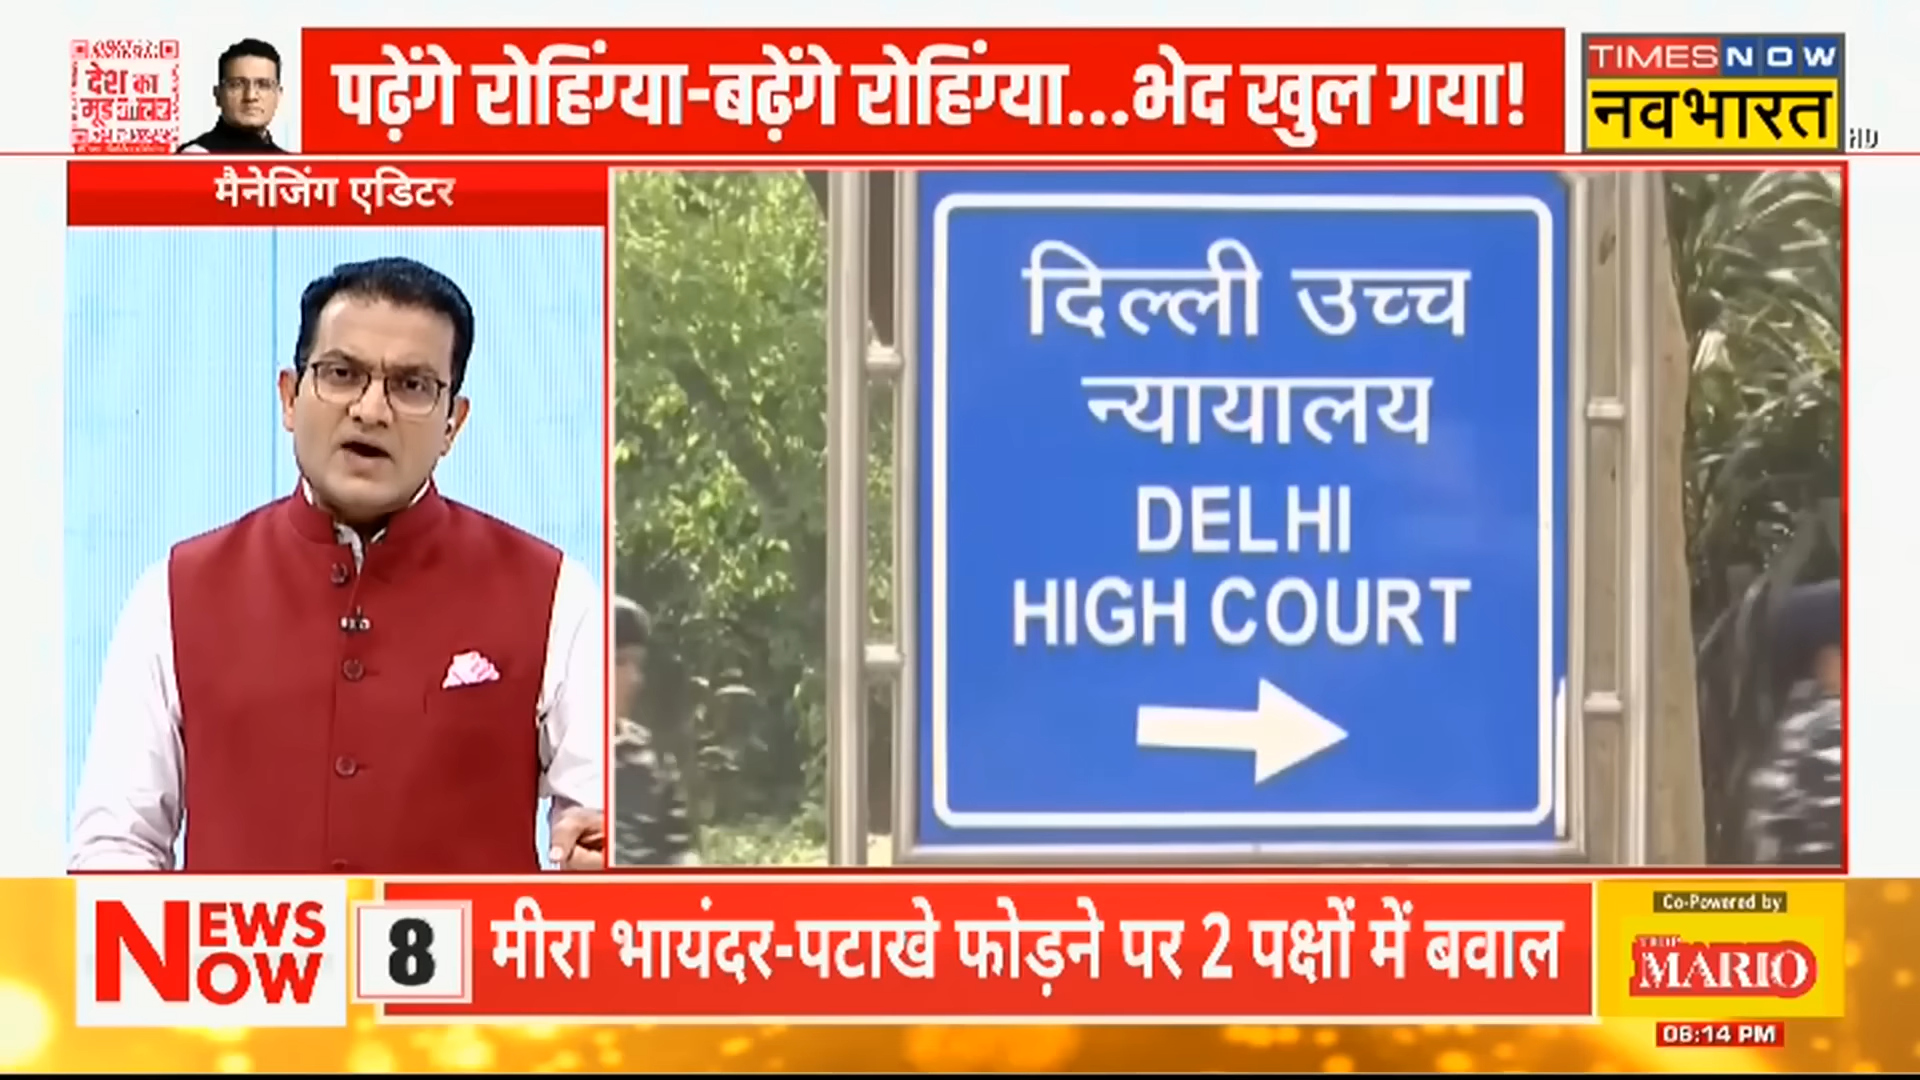 देश का
पढ़ेंगे रोहिंग्या-बढ़ेंगे रोहिंग्या...भेद खुल गया!
TIMES NOW
नवभारत
HD
मैनेजिंग एडिटर
दिल्ली उच्च
न्यायालय
DELHI
HIGH COURT
NEWS
NOW
8
मीरा भायंदर-पटाखे फोड़ने पर 2 पक्षों में बवाल
Co-Powered by
MARIO
08:14 PM